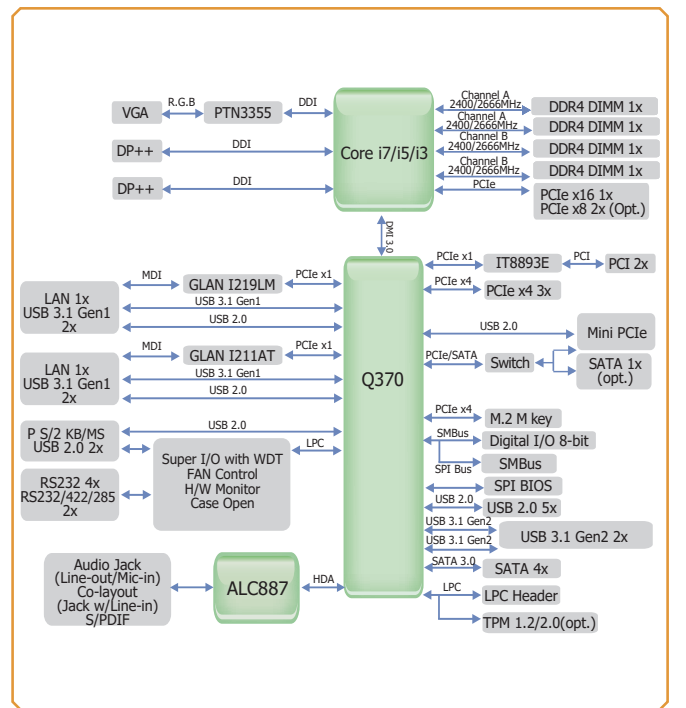 VGA
R.G.B
PTN3355
DDI
DP++
DDI
DP++
DDI
Core i7/i5/i3
Channel A
2400/2666MHz
DDR4 DIMM 1x
Channel A
2400/2666MHz
DDR4 DIMM 1x
Channel B
2400/2666MHz
DDR4 DIMM 1x
Channel B
2400/2666MHz
DDR4 DIMM 1x
PCIe
PCIe x16 1x
PCIe x8 2x (Opt.)
DMI 3.0
LAN 1x
USB 3.1 Gen1
2x
MDI
GLAN I219LM
PCIe x1
USB 3.1 Gen1
USB 2.0
LAN 1x
USB 3.1 Gen1
2x
MDI
GLAN I211AT
PCIe x1
USB 3.1 Gen1
USB 2.0
P S/2 KB/MS
USB 2.0 2x
USB 2.0
LPC
Super I/O with WDT
FAN Control
H/W Monitor
Case Open
RS232 4x
RS232/422/285
2x
Audio Jack
(Line-out/Mic-in)
Co-layout
(Jack w/Line-in)
S/PDIF
ALC887
HDA
Q370
PCIe x1
IT8893E
PCI
PCI 2x
PCIe x4
PCIe x4 3x
USB 2.0
Mini PCIe
PCIe/SATA
Switch
SATA 1x
(opt.)
PCIe x4
M.2 M key
SMBus
Digital I/O 8-bit
SMBus
SPI Bus
SPI BIOS
USB 2.0
USB 2.0 5x
USB 3.1 Gen2
USB 3.1 Gen2
USB 3.1 Gen2 2x
SATA 3.0
SATA 4x
LPC
LPC Header
TPM 1.2/2.0(opt.)